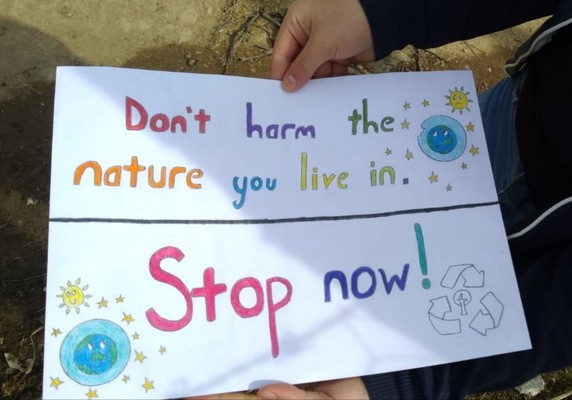 Don't harm the
nature you live in.
Stop now!